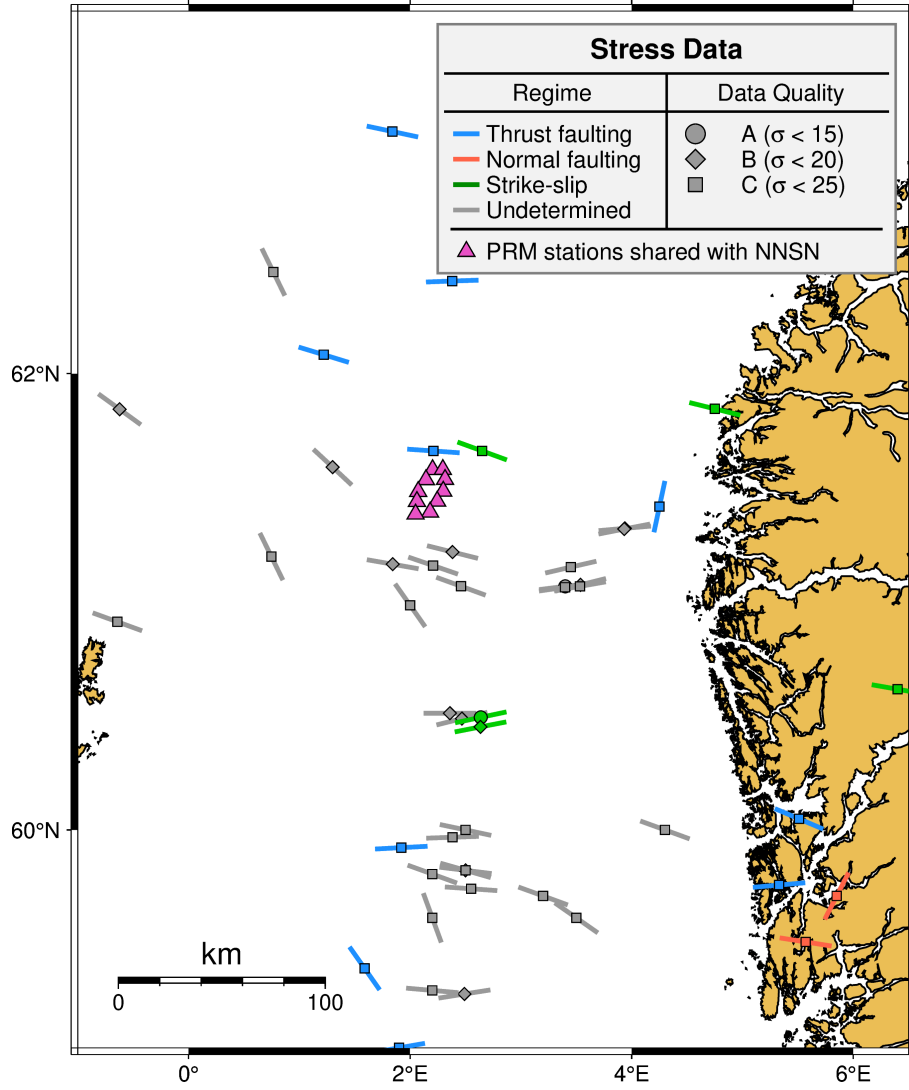 Stress Data
Regime Data Quality
Thrust faulting A (σ < 15)
Normal faulting B (σ < 20)
Strike-slip C (σ < 25)
Undetermined
PRM stations shared with NNSN
62°N
60°N
km
0 100
0° 2°E 4°E 6°E